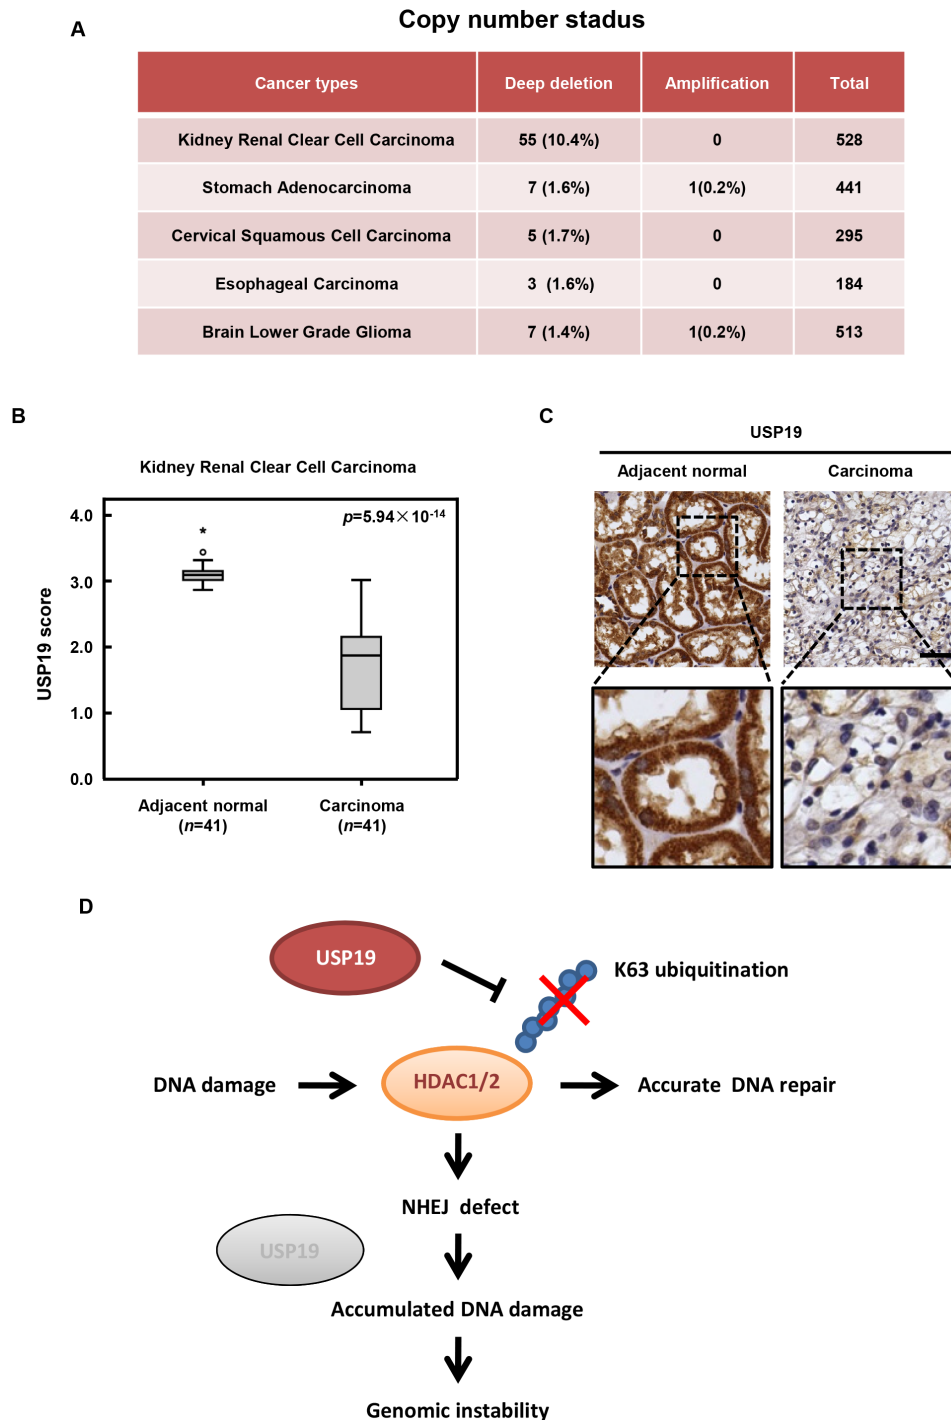 A
Copy number stadus
Cancer types Deep deletion Amplification Total
Kidney Renal Clear Cell Carcinoma 55 (10.4%) 0 528
Stomach Adenocarcinoma 7 (1.6%) 1(0.2%) 441
Cervical Squamous Cell Carcinoma 5 (1.7%) 0 295
Esophageal Carcinoma 3 (1.6%) 0 184
Brain Lower Grade Glioma 7 (1.4%) 1(0.2%) 513
B
Kidney Renal Clear Cell Carcinoma
p=5.94×10⁻¹⁴
USP19 score
4.0
3.0
2.0
1.0
0.0
Adjacent normal Carcinoma
(n=41) (n=41)
C
USP19
Adjacent normal Carcinoma
D
USP19
K63 ubiquitination
DNA damage HDAC1/2 Accurate DNA repair
NHEJ defect
USP19
Accumulated DNA damage
Genomic instability